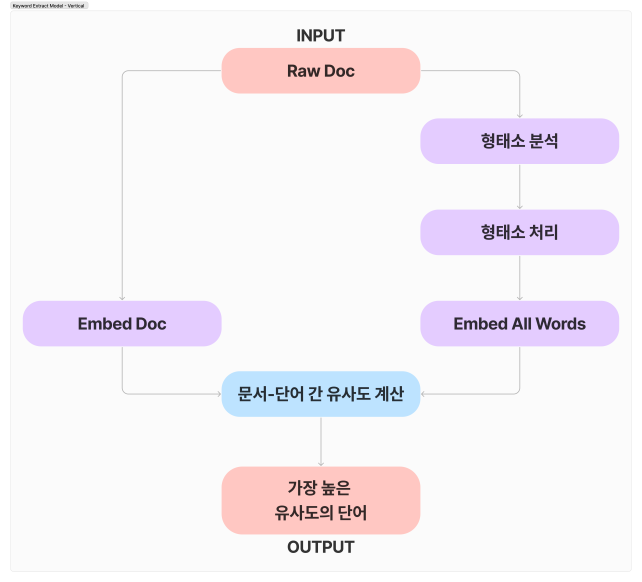 Keyword Extract Model - Vertical
INPUT
Raw Doc
형태소 분석
형태소 처리
Embed Doc
Embed All Words
문서-단어 간 유사도 계산
가장 높은
유사도의 단어
OUTPUT